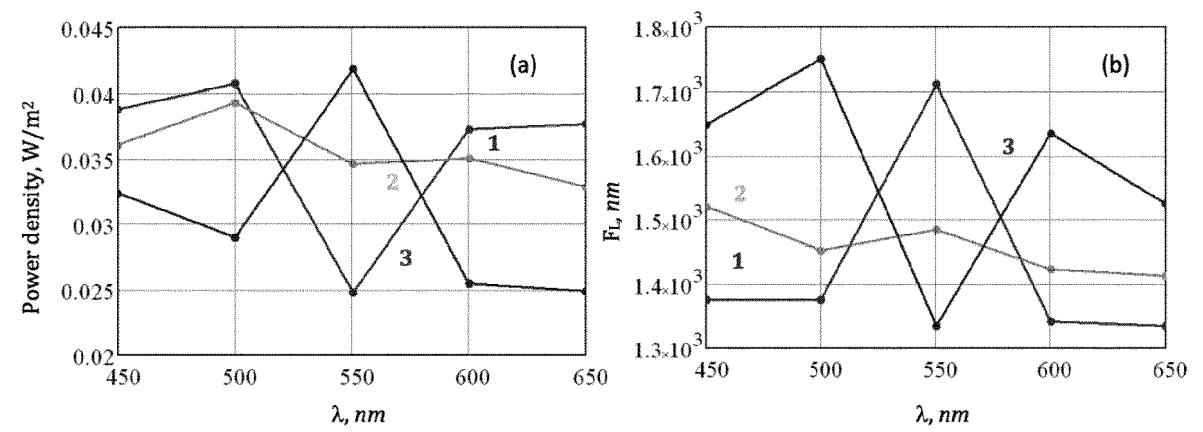 (a)
Power density, W/m²
0.045
0.04
0.035
0.03
0.025
0.02
1
2
3
450 500 550 600 650
λ, nm
(b)
F_L, nm
1.8×10³
1.7×10³
1.6×10³
1.5×10³
1.4×10³
1.3×10³
3
2
1
450 500 550 600 650
λ, nm